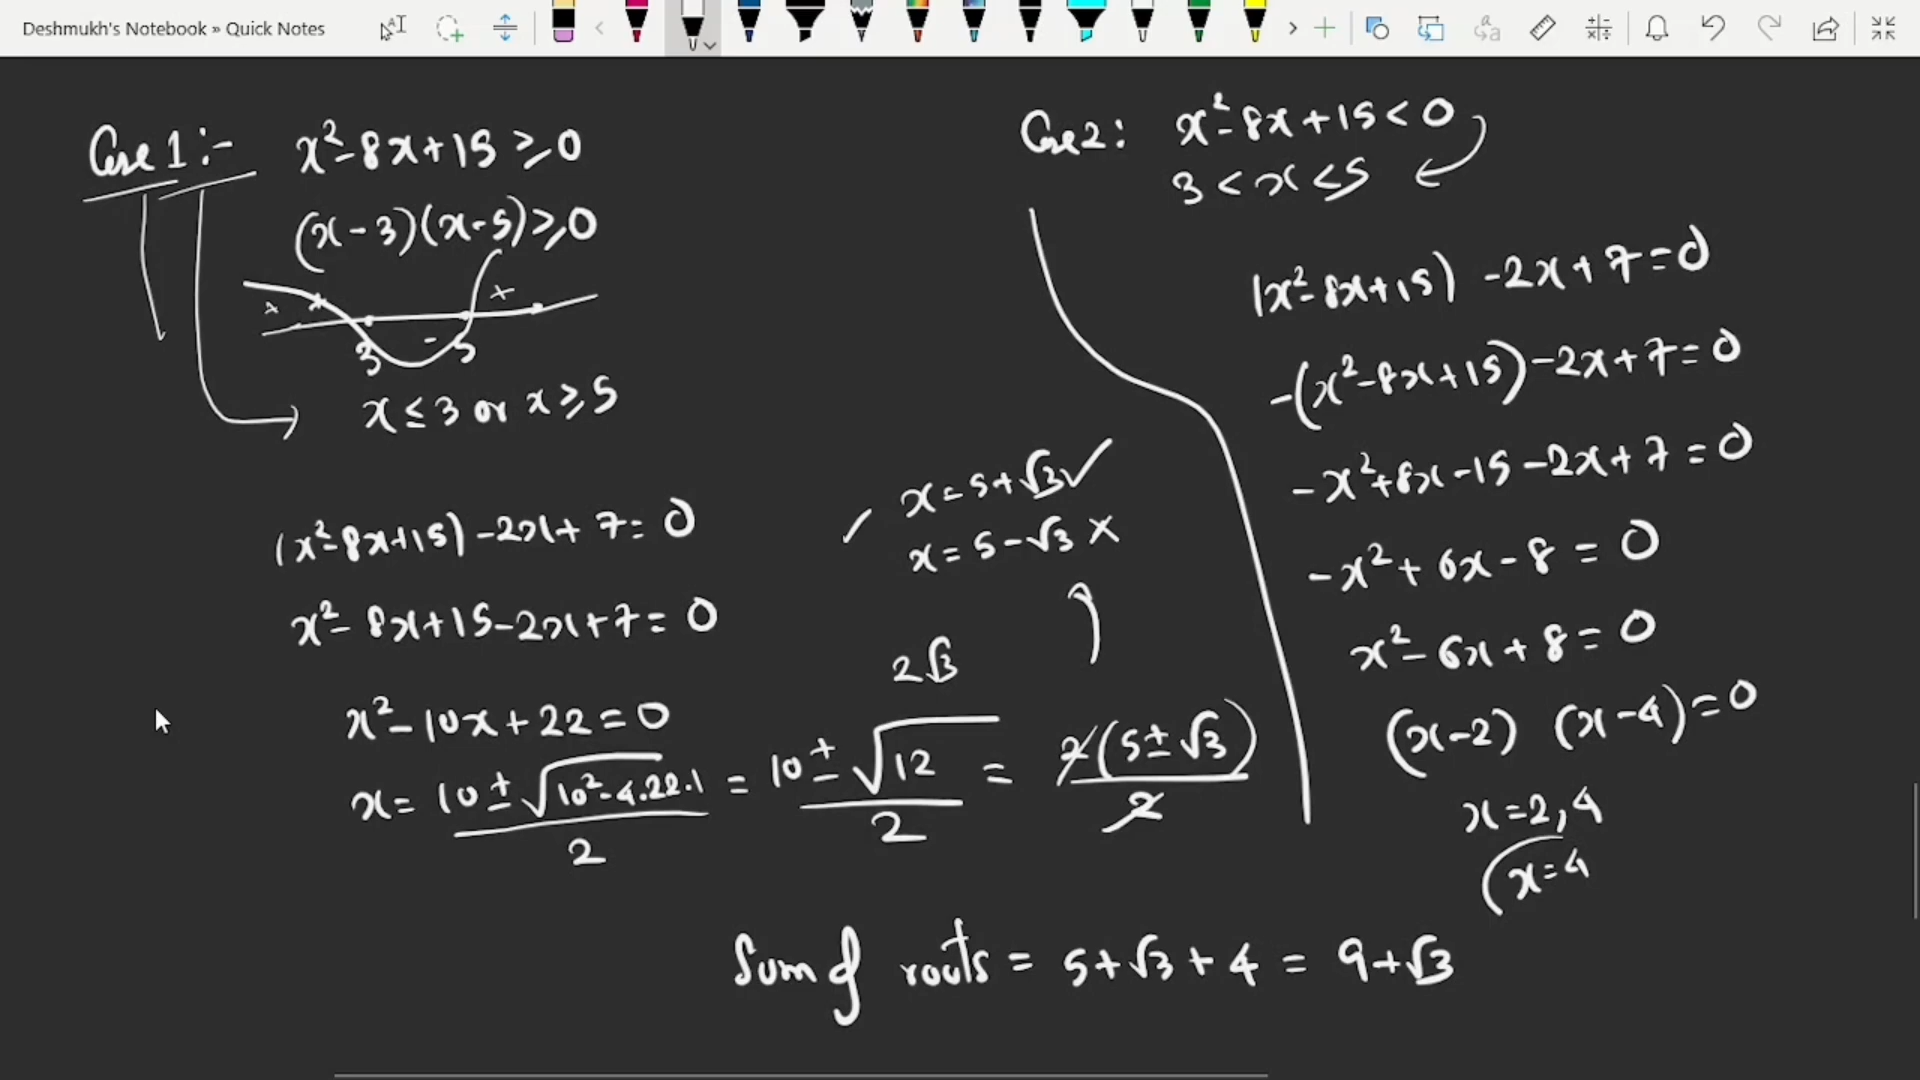 Deshmukh's Notebook » Quick Notes
Case 1:-
x²-8x+15 ≥ 0
(x-3)(x-5) ≥ 0
+ +
3 - 5
x ≤ 3 or x ≥ 5
(x²-8x+15) -2x+7=0
x²-8x+15-2x+7=0
x²-10x+22=0
x= 10±√10²-4.22.1 / 2 = 10±√12 / 2 = 2(5±√3) / 2
2√3
x=5+√3 ✓
x=5-√3 ×
Case 2: x²-8x+15<0
3<x<5
|x²-8x+15) -2x+7=0
-(x²-8x+15)-2x+7=0
-x²+8x-15-2x+7=0
-x²+6x-8=0
x²-6x+8=0
(x-2) (x-4)=0
x=2,4
(x=4
Sum of roots = 5+√3+4 = 9+√3